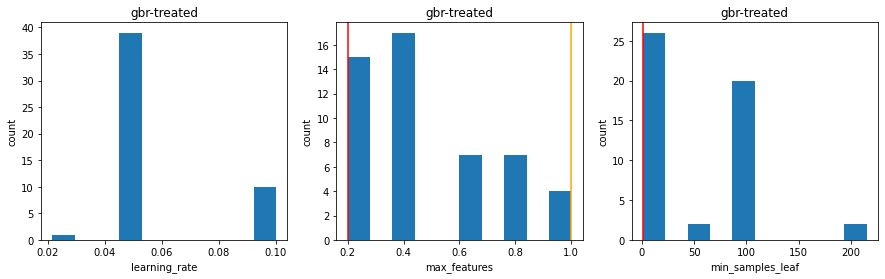 gbr-treated
count
40
35
30
25
20
15
10
5
0
0.02 0.04 0.06 0.08 0.10
learning_rate
gbr-treated
count
16
14
12
10
8
6
4
2
0
0.2 0.4 0.6 0.8 1.0
max_features
gbr-treated
count
25
20
15
10
5
0
0 50 100 150 200
min_samples_leaf